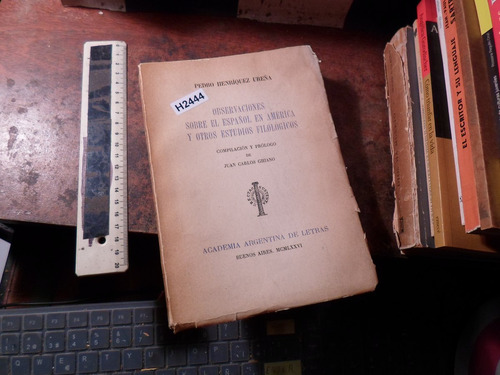 PEDRO HENRÍQUEZ UREÑA
H2444
OBSERVACIONES
SOBRE EL ESPAÑOL EN AMÉRICA
Y OTROS ESTUDIOS FILOLÓGICOS
COMPILACIÓN Y PRÓLOGO
DE
JUAN CARLOS GHIANO
ACADEMIA ARGENTINA DE LETRAS
BUENOS AIRES, MCMLXXVI
EL ESCRITOR Y SU LENGUAJE